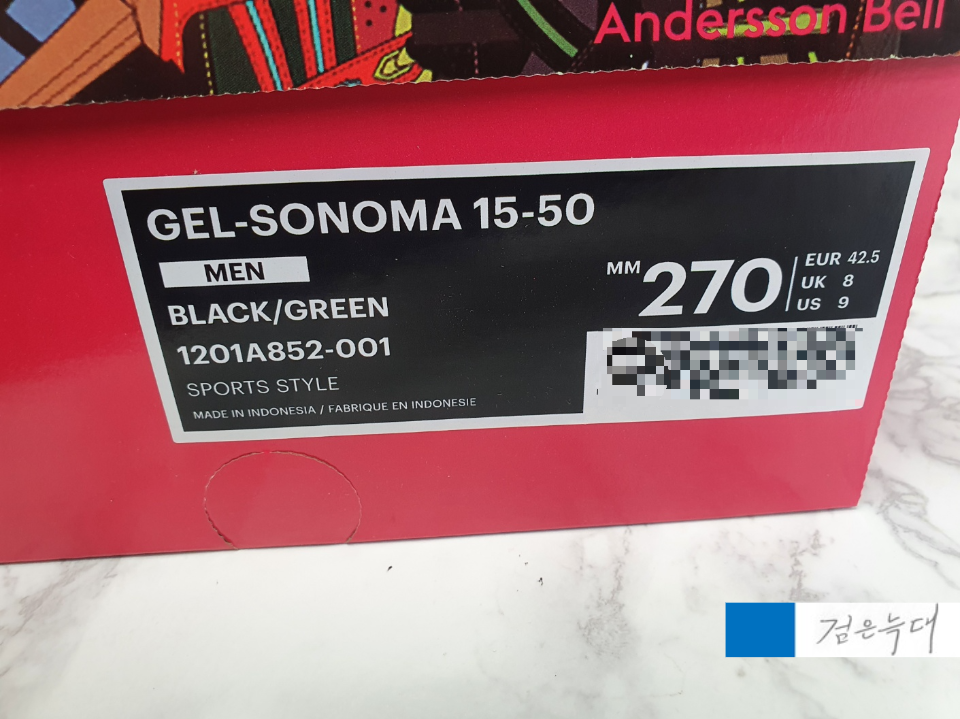 Andersson Bell
GEL-SONOMA 15-50
MEN
BLACK/GREEN
1201A852-001
SPORTS STYLE
MADE IN INDONESIA / FABRIQUE EN INDONESIE
MM 270
EUR 42.5
UK 8
US 9
검은늑대